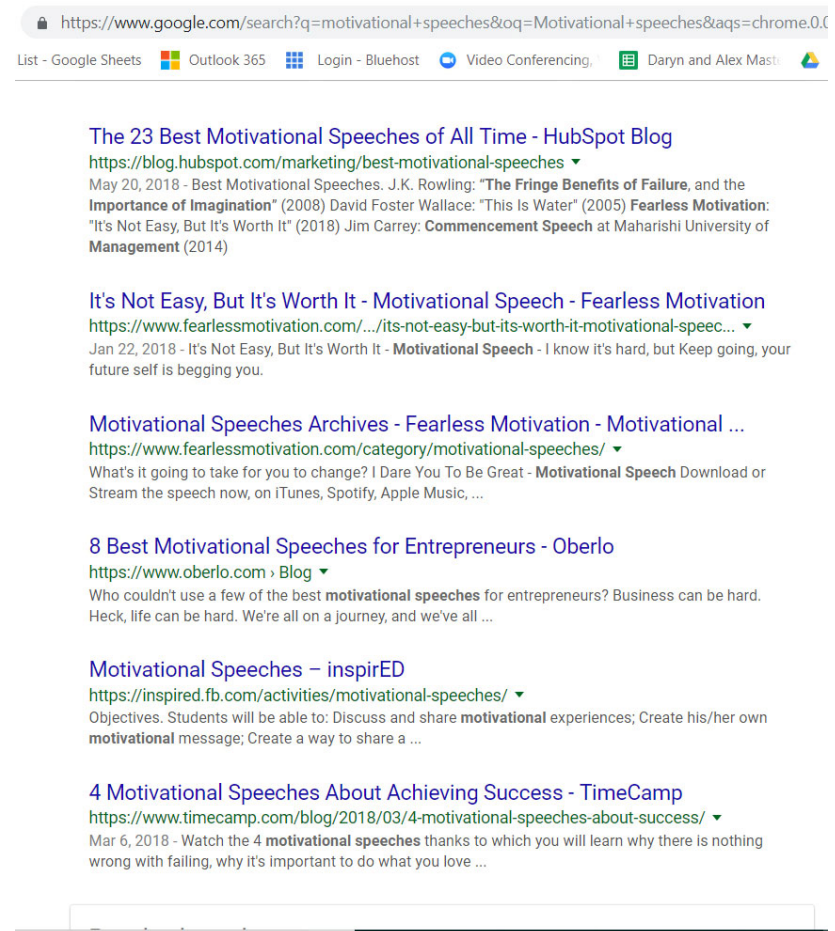 https://www.google.com/search?q=motivational+speeches&oq=Motivational+speeches&aqs=chrome.0.0
List - Google Sheets Outlook 365 Login - Bluehost Video Conferencing, Daryn and Alex Mast
The 23 Best Motivational Speeches of All Time - HubSpot Blog
https://blog.hubspot.com/marketing/best-motivational-speeches
May 20, 2018 - Best Motivational Speeches. J.K. Rowling: “The Fringe Benefits of Failure, and the
Importance of Imagination” (2008) David Foster Wallace: "This Is Water" (2005) Fearless Motivation:
"It's Not Easy, But It's Worth It" (2018) Jim Carrey: Commencement Speech at Maharishi University of
Management (2014)
It's Not Easy, But It's Worth It - Motivational Speech - Fearless Motivation
https://www.fearlessmotivation.com/.../its-not-easy-but-its-worth-it-motivational-speec...
Jan 22, 2018 - It's Not Easy, But It's Worth It - Motivational Speech - I know it's hard, but Keep going, your
future self is begging you.
Motivational Speeches Archives - Fearless Motivation - Motivational ...
https://www.fearlessmotivation.com/category/motivational-speeches/
What's it going to take for you to change? I Dare You To Be Great - Motivational Speech Download or
Stream the speech now, on iTunes, Spotify, Apple Music, ...
8 Best Motivational Speeches for Entrepreneurs - Oberlo
https://www.oberlo.com › Blog
Who couldn't use a few of the best motivational speeches for entrepreneurs? Business can be hard.
Heck, life can be hard. We're all on a journey, and we've all ...
Motivational Speeches – inspirED
https://inspired.fb.com/activities/motivational-speeches/
Objectives. Students will be able to: Discuss and share motivational experiences; Create his/her own
motivational message; Create a way to share a ...
4 Motivational Speeches About Achieving Success - TimeCamp
https://www.timecamp.com/blog/2018/03/4-motivational-speeches-about-success/
Mar 6, 2018 - Watch the 4 motivational speeches thanks to which you will learn why there is nothing
wrong with failing, why it's important to do what you love ...